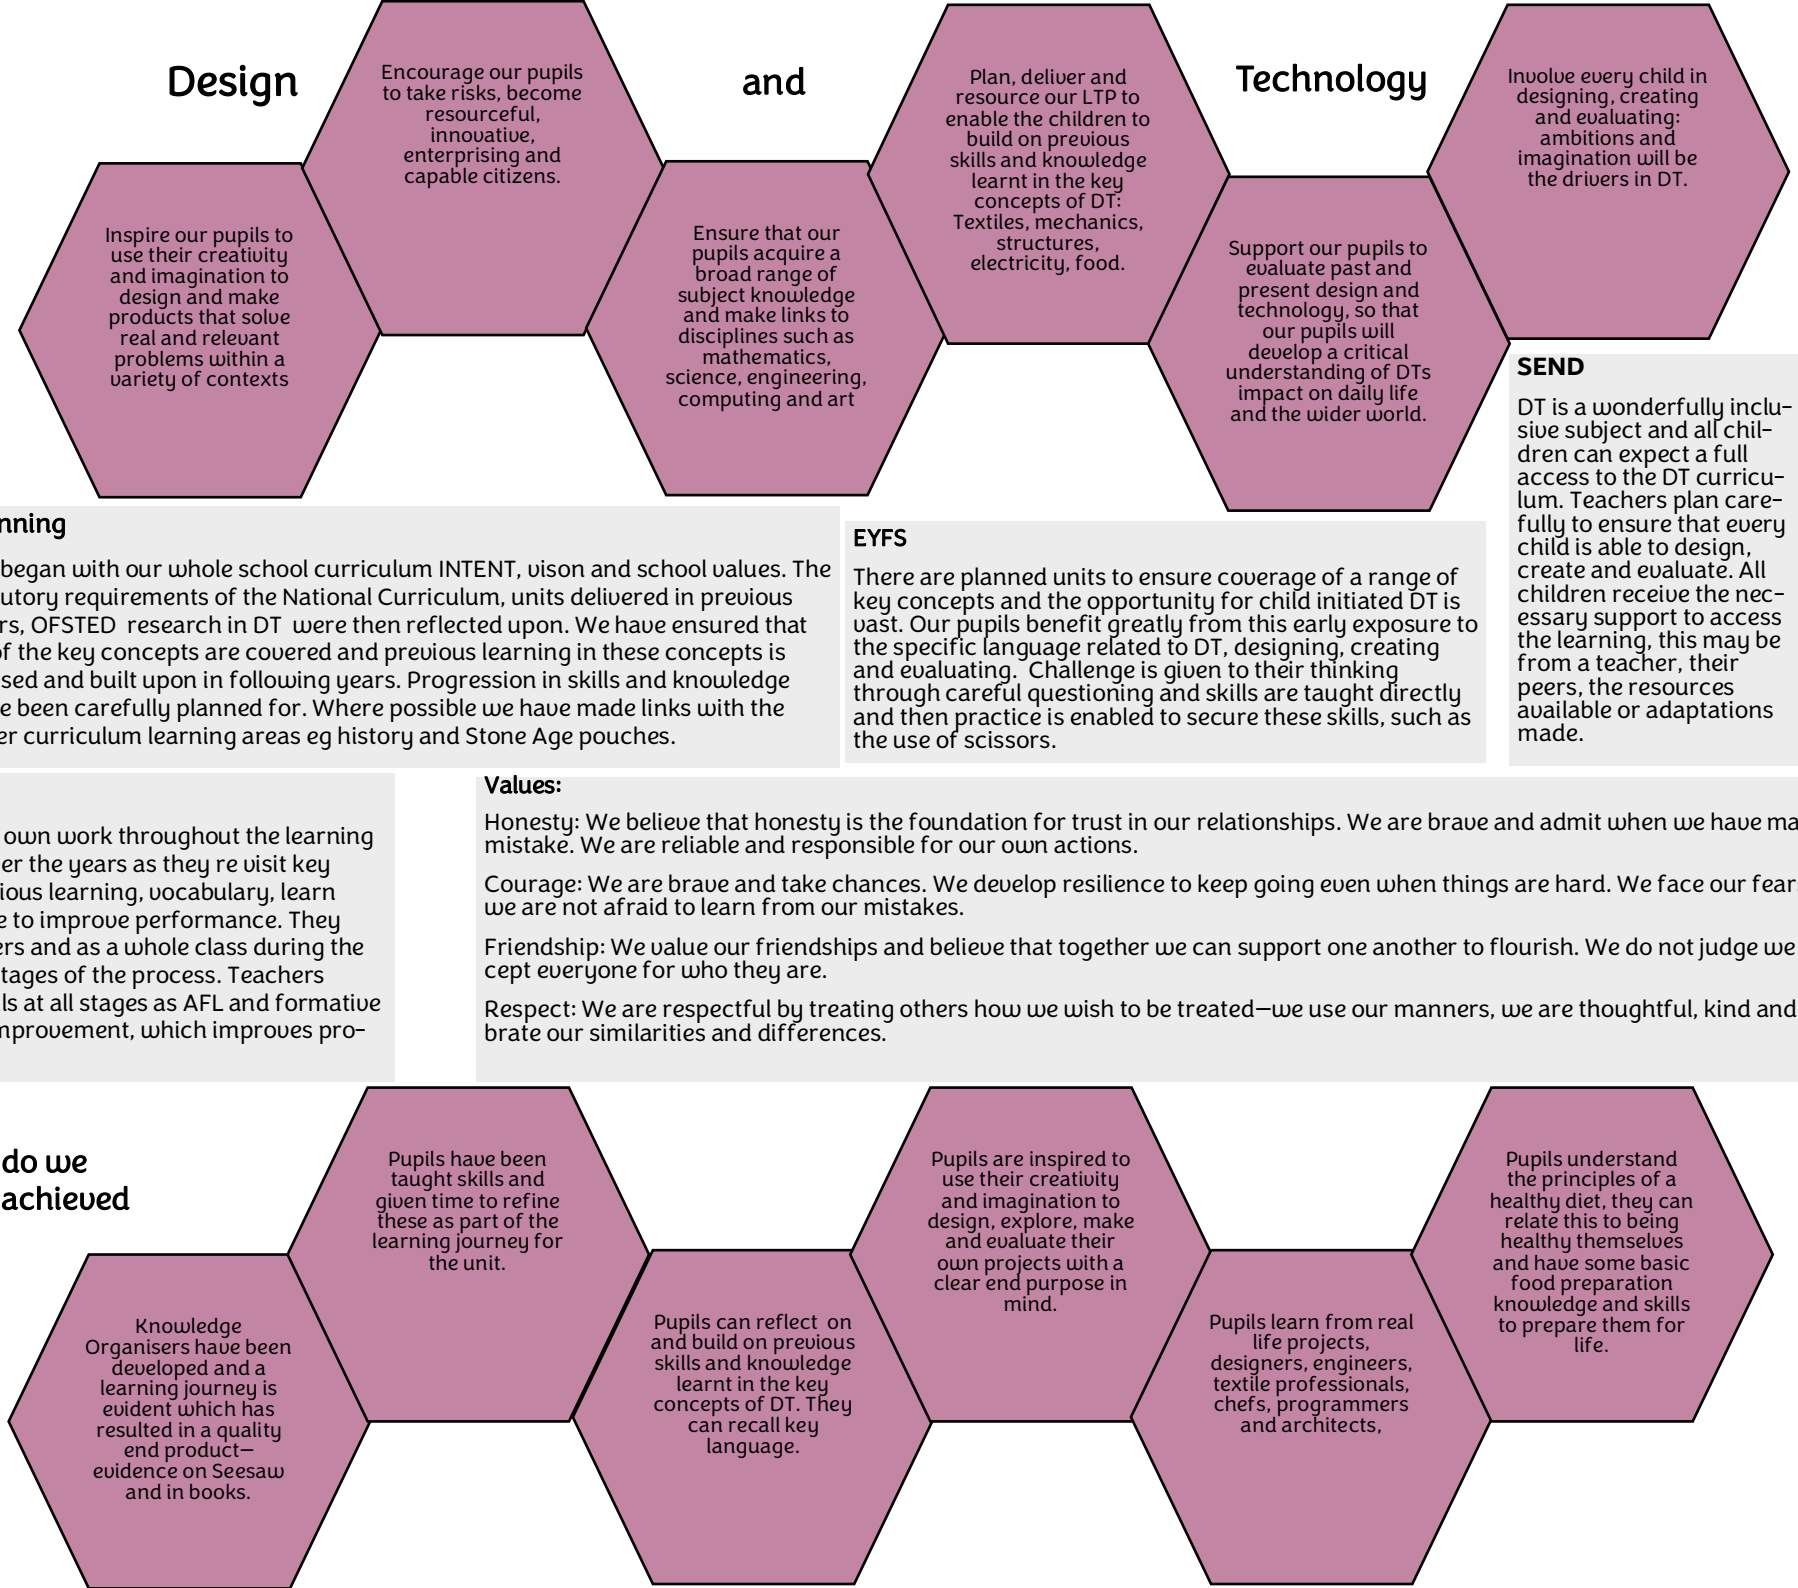 Design
and
Technology
Inspire our pupils to
use their creativity
and imagination to
design and make
products that solve
real and relevant
problems within a
variety of contexts
Encourage our pupils
to take risks, become
resourceful,
innovative,
enterprising and
capable citizens.
Ensure that our
pupils acquire a
broad range of
subject knowledge
and make links to
disciplines such as
mathematics,
science, engineering,
computing and art
Plan, deliver and
resource our LTP to
enable the children to
build on previous
skills and knowledge
learnt in the key
concepts of DT:
Textiles, mechanics,
structures,
electricity, food.
Support our pupils to
evaluate past and
present design and
technology, so that
our pupils will
develop a critical
understanding of DTs
impact on daily life
and the wider world.
Involve every child in
designing, creating
and evaluating:
ambitions and
imagination will be
the drivers in DT.
SEND
DT is a wonderfully inclu-
sive subject and all chil-
dren can expect a full
access to the DT curricu-
lum. Teachers plan care-
fully to ensure that every
child is able to design,
create and evaluate. All
children receive the nec-
essary support to access
the learning, this may be
from a teacher, their
peers, the resources
available or adaptations
made.
nning
began with our whole school curriculum INTENT, vison and school values. The
utory requirements of the National Curriculum, units delivered in previous
rs, OFSTED research in DT were then reflected upon. We have ensured that
of the key concepts are covered and previous learning in these concepts is
sed and built upon in following years. Progression in skills and knowledge
e been carefully planned for. Where possible we have made links with the
er curriculum learning areas eg history and Stone Age pouches.
EYFS
There are planned units to ensure coverage of a range of
key concepts and the opportunity for child initiated DT is
vast. Our pupils benefit greatly from this early exposure to
the specific language related to DT, designing, creating
and evaluating. Challenge is given to their thinking
through careful questioning and skills are taught directly
and then practice is enabled to secure these skills, such as
the use of scissors.
own work throughout the learning
er the years as they re visit key
ious learning, vocabulary, learn
e to improve performance. They
ers and as a whole class during the
tages of the process. Teachers
ls at all stages as AFL and formative
mprovement, which improves pro-
Values:
Honesty: We believe that honesty is the foundation for trust in our relationships. We are brave and admit when we have ma
mistake. We are reliable and responsible for our own actions.
Courage: We are brave and take chances. We develop resilience to keep going even when things are hard. We face our fears
we are not afraid to learn from our mistakes.
Friendship: We value our friendships and believe that together we can support one another to flourish. We do not judge we
cept everyone for who they are.
Respect: We are respectful by treating others how we wish to be treated—we use our manners, we are thoughtful, kind and
brate our similarities and differences.
do we
achieved
Knowledge
Organisers have been
developed and a
learning journey is
evident which has
resulted in a quality
end product—
evidence on Seesaw
and in books.
Pupils have been
taught skills and
given time to refine
these as part of the
learning journey for
the unit.
Pupils can reflect on
and build on previous
skills and knowledge
learnt in the key
concepts of DT. They
can recall key
language.
Pupils are inspired to
use their creativity
and imagination to
design, explore, make
and evaluate their
own projects with a
clear end purpose in
mind.
Pupils learn from real
life projects,
designers, engineers,
textile professionals,
chefs, programmers
and architects,
Pupils understand
the principles of a
healthy diet, they can
relate this to being
healthy themselves
and have some basic
food preparation
knowledge and skills
to prepare them for
life.